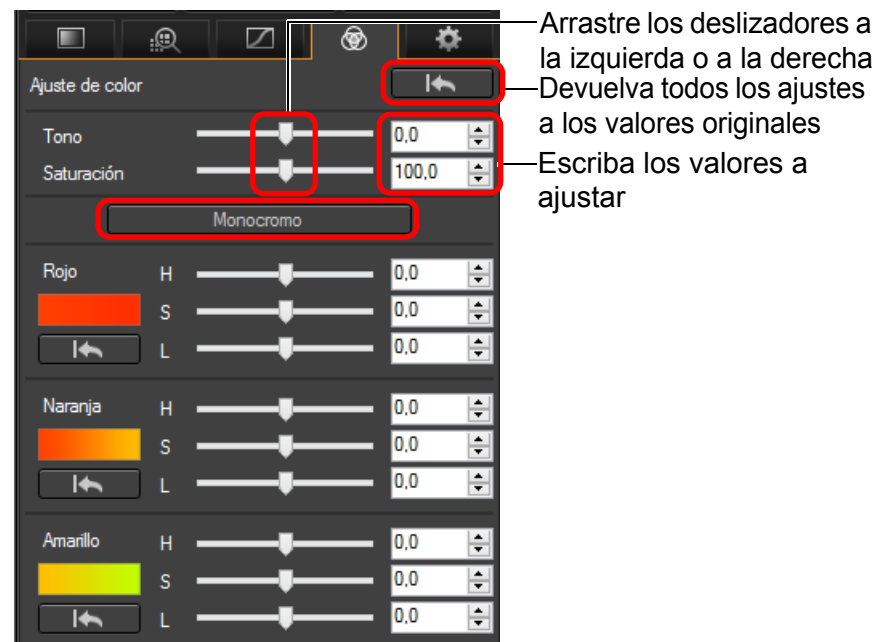 Arrastre los deslizadores a
la izquierda o a la derecha
Ajuste de color
Devuelva todos los ajustes
a los valores originales
Tono 0,0
Saturación 100,0
Escriba los valores a
ajustar
Monocromo
Rojo H 0,0
S 0,0
L 0,0
Naranja H 0,0
S 0,0
L 0,0
Amarillo H 0,0
S 0,0
L 0,0